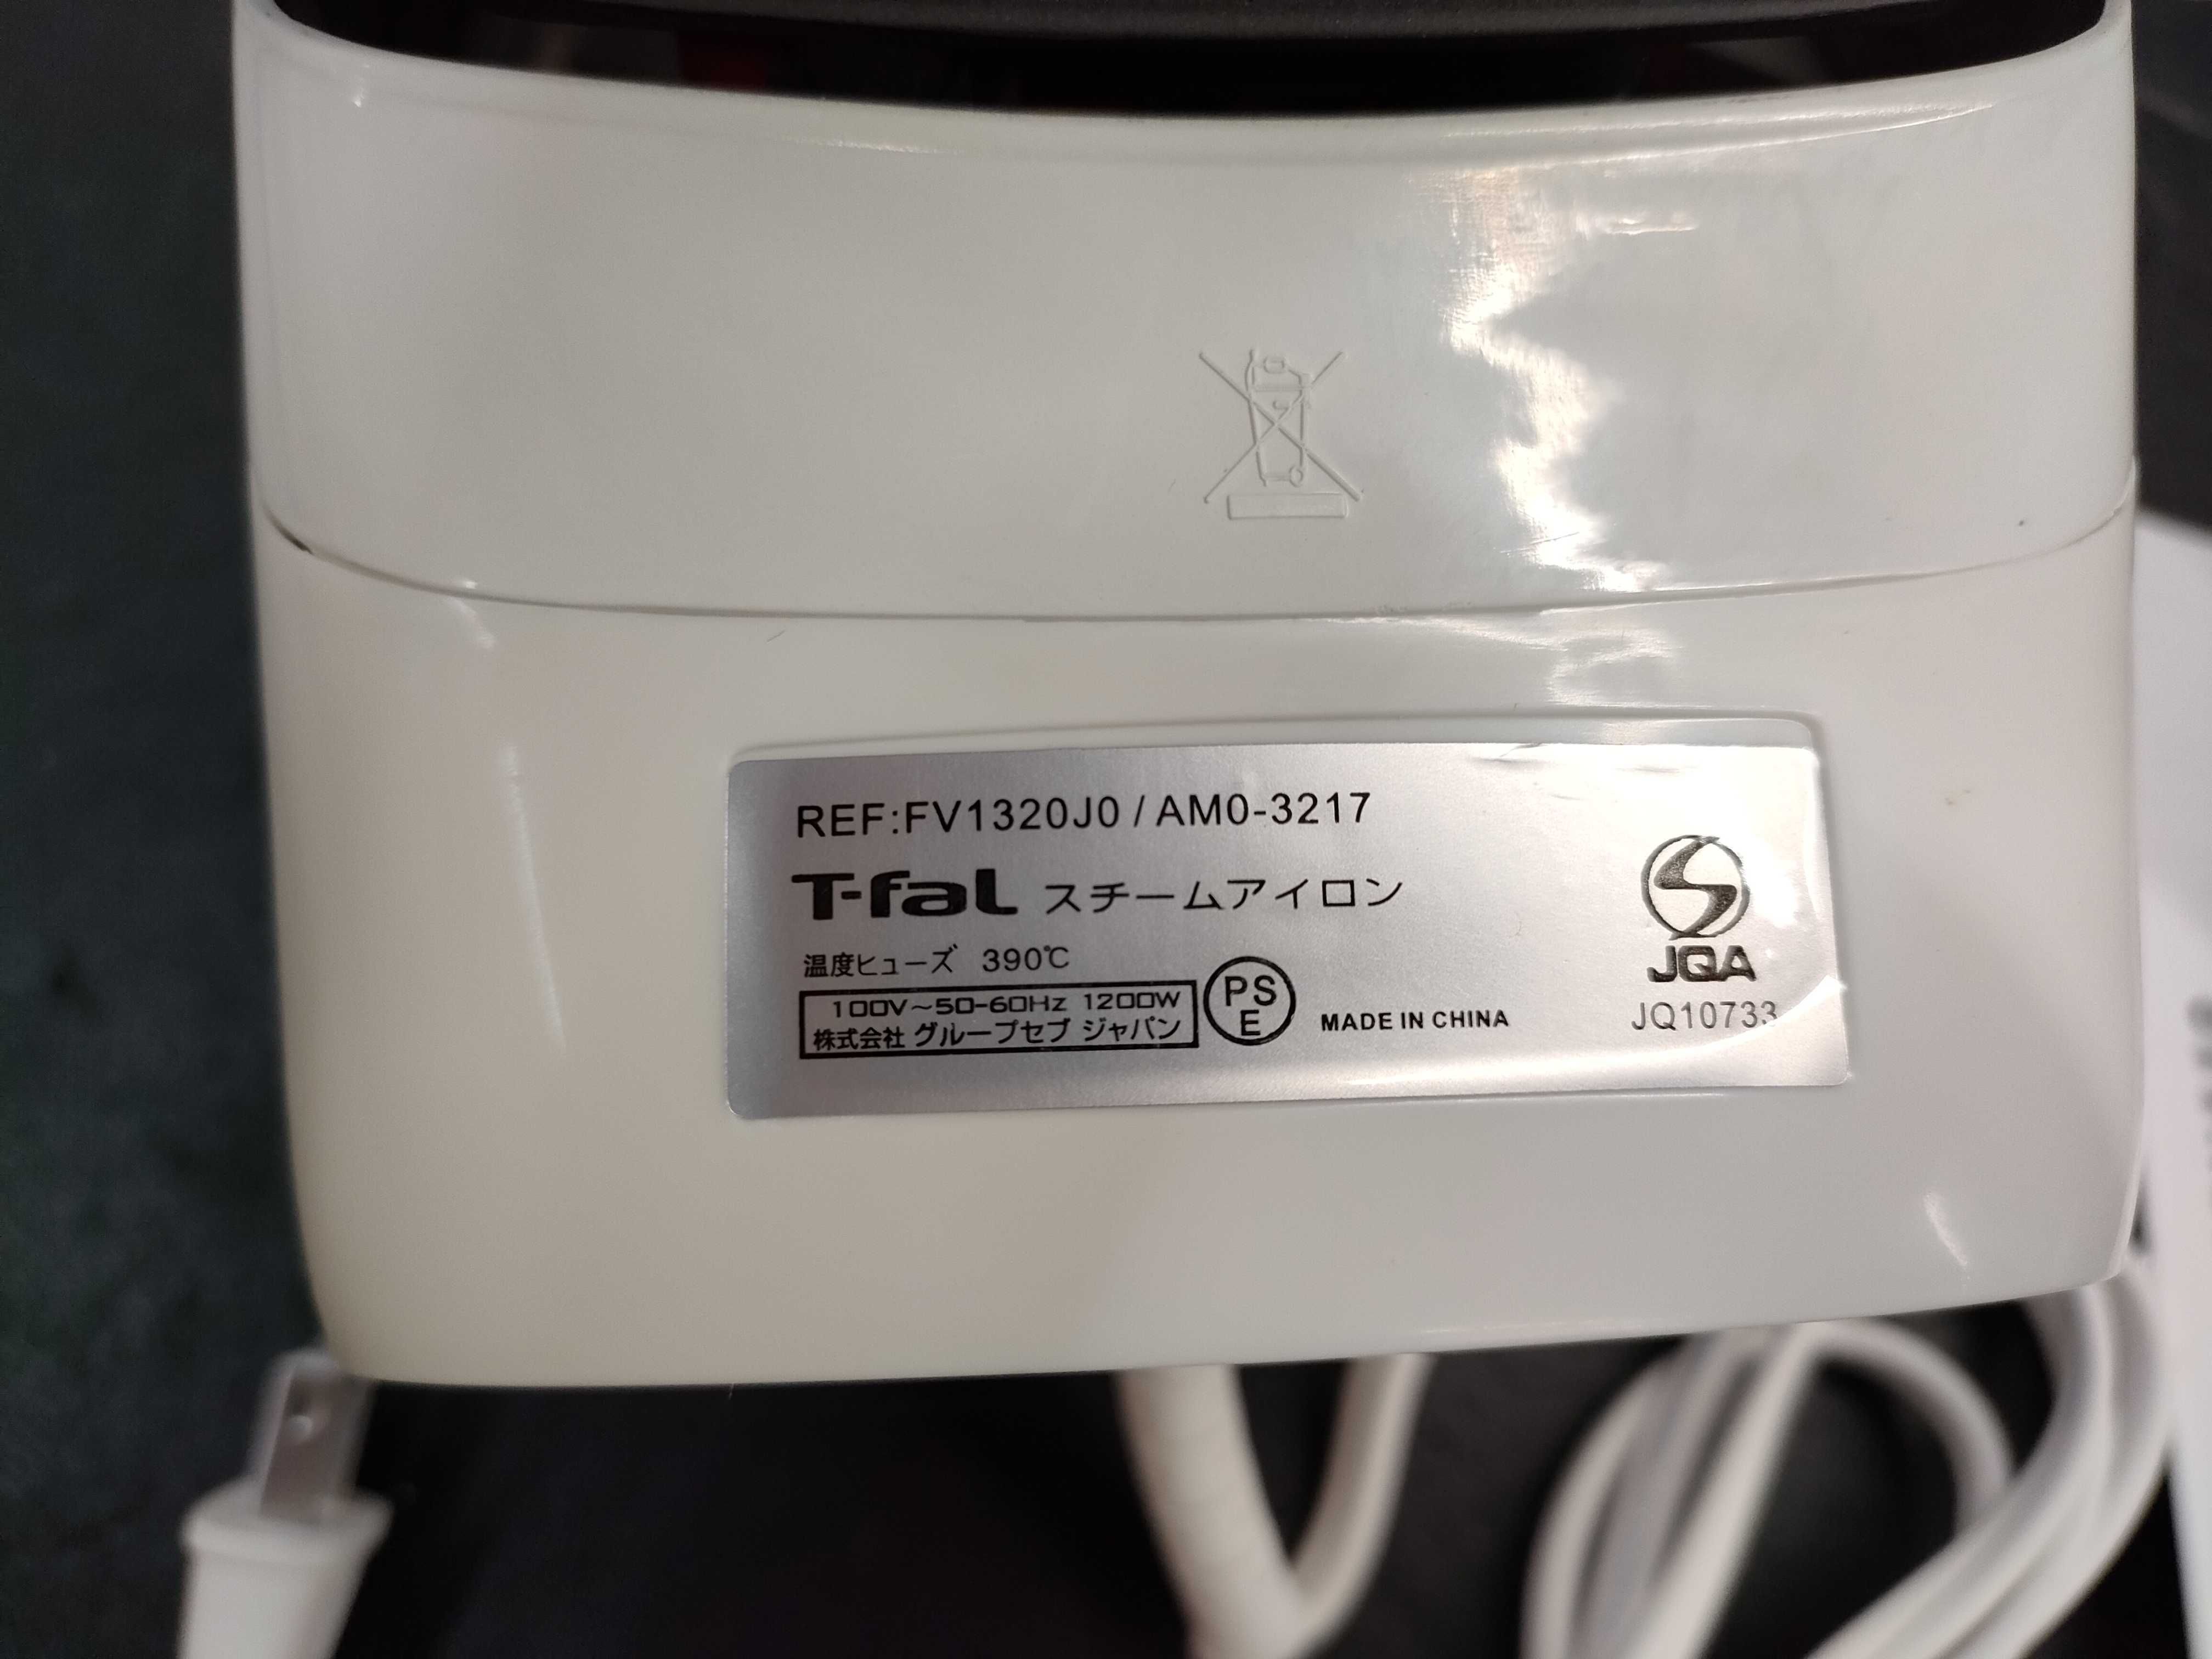 REF:FV1320J0 / AM0-3217
T-fal スチームアイロン
温度ヒューズ 390℃
100V～50-60Hz 1200W
株式会社 グループセブ ジャパン
PS
E
MADE IN CHINA
JQA
JQ10733